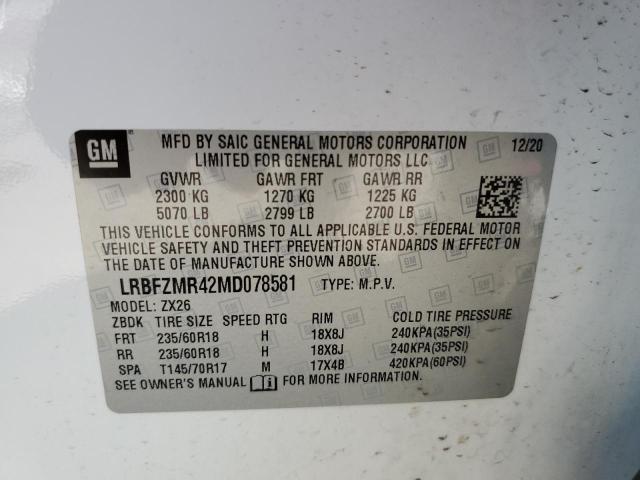 GM
MFD BY SAIC GENERAL MOTORS CORPORATION 12/20
LIMITED FOR GENERAL MOTORS LLC
GVWR GAWR FRT GAWR RR
2300 KG 1270 KG 1225 KG
5070 LB 2799 LB 2700 LB
THIS VEHICLE CONFORMS TO ALL APPLICABLE U.S. FEDERAL MOTOR
VEHICLE SAFETY AND THEFT PREVENTION STANDARDS IN EFFECT ON
THE DATE OF MANUFACTURE SHOWN ABOVE.
LRBFZMR42MD078581 TYPE: M.P.V.
MODEL: ZX26
ZBDK TIRE SIZE SPEED RTG RIM COLD TIRE PRESSURE
FRT 235/60R18 H 18X8J 240KPA(35PSI)
RR 235/60R18 H 18X8J 240KPA(35PSI)
SPA T145/70R17 M 17X4B 420KPA(60PSI)
SEE OWNER'S MANUAL FOR MORE INFORMATION.